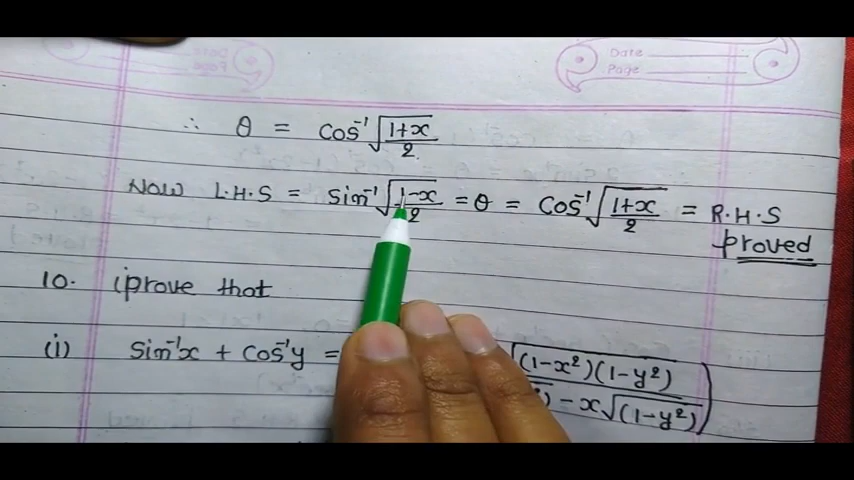 Date
Page
∴ θ = Cos⁻¹ √(1+x/2)
Now L.H.S = Sin⁻¹ √(1-x/2) = θ = Cos⁻¹ √(1+x/2) = R.H.S
proved
10. prove that
(i) Sin⁻¹x + Cos⁻¹y = √(1-x²)(1-y²)
- x√(1-y²)